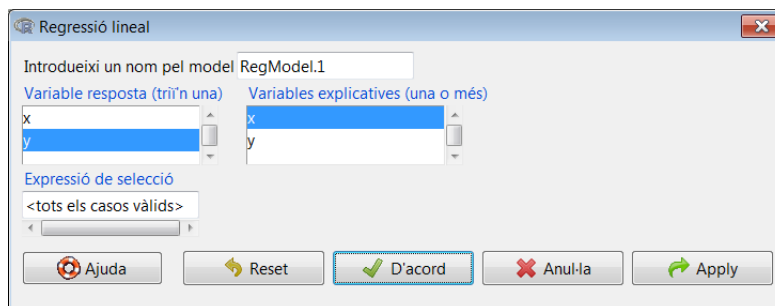 Regressió lineal
Introdueixi un nom pel model RegModel.1
Variable resposta (triï'n una) Variables explicatives (una o més)
x x
y y
Expressió de selecció
<tots els casos vàlids>
Ajuda Reset D'acord Anul·la Apply